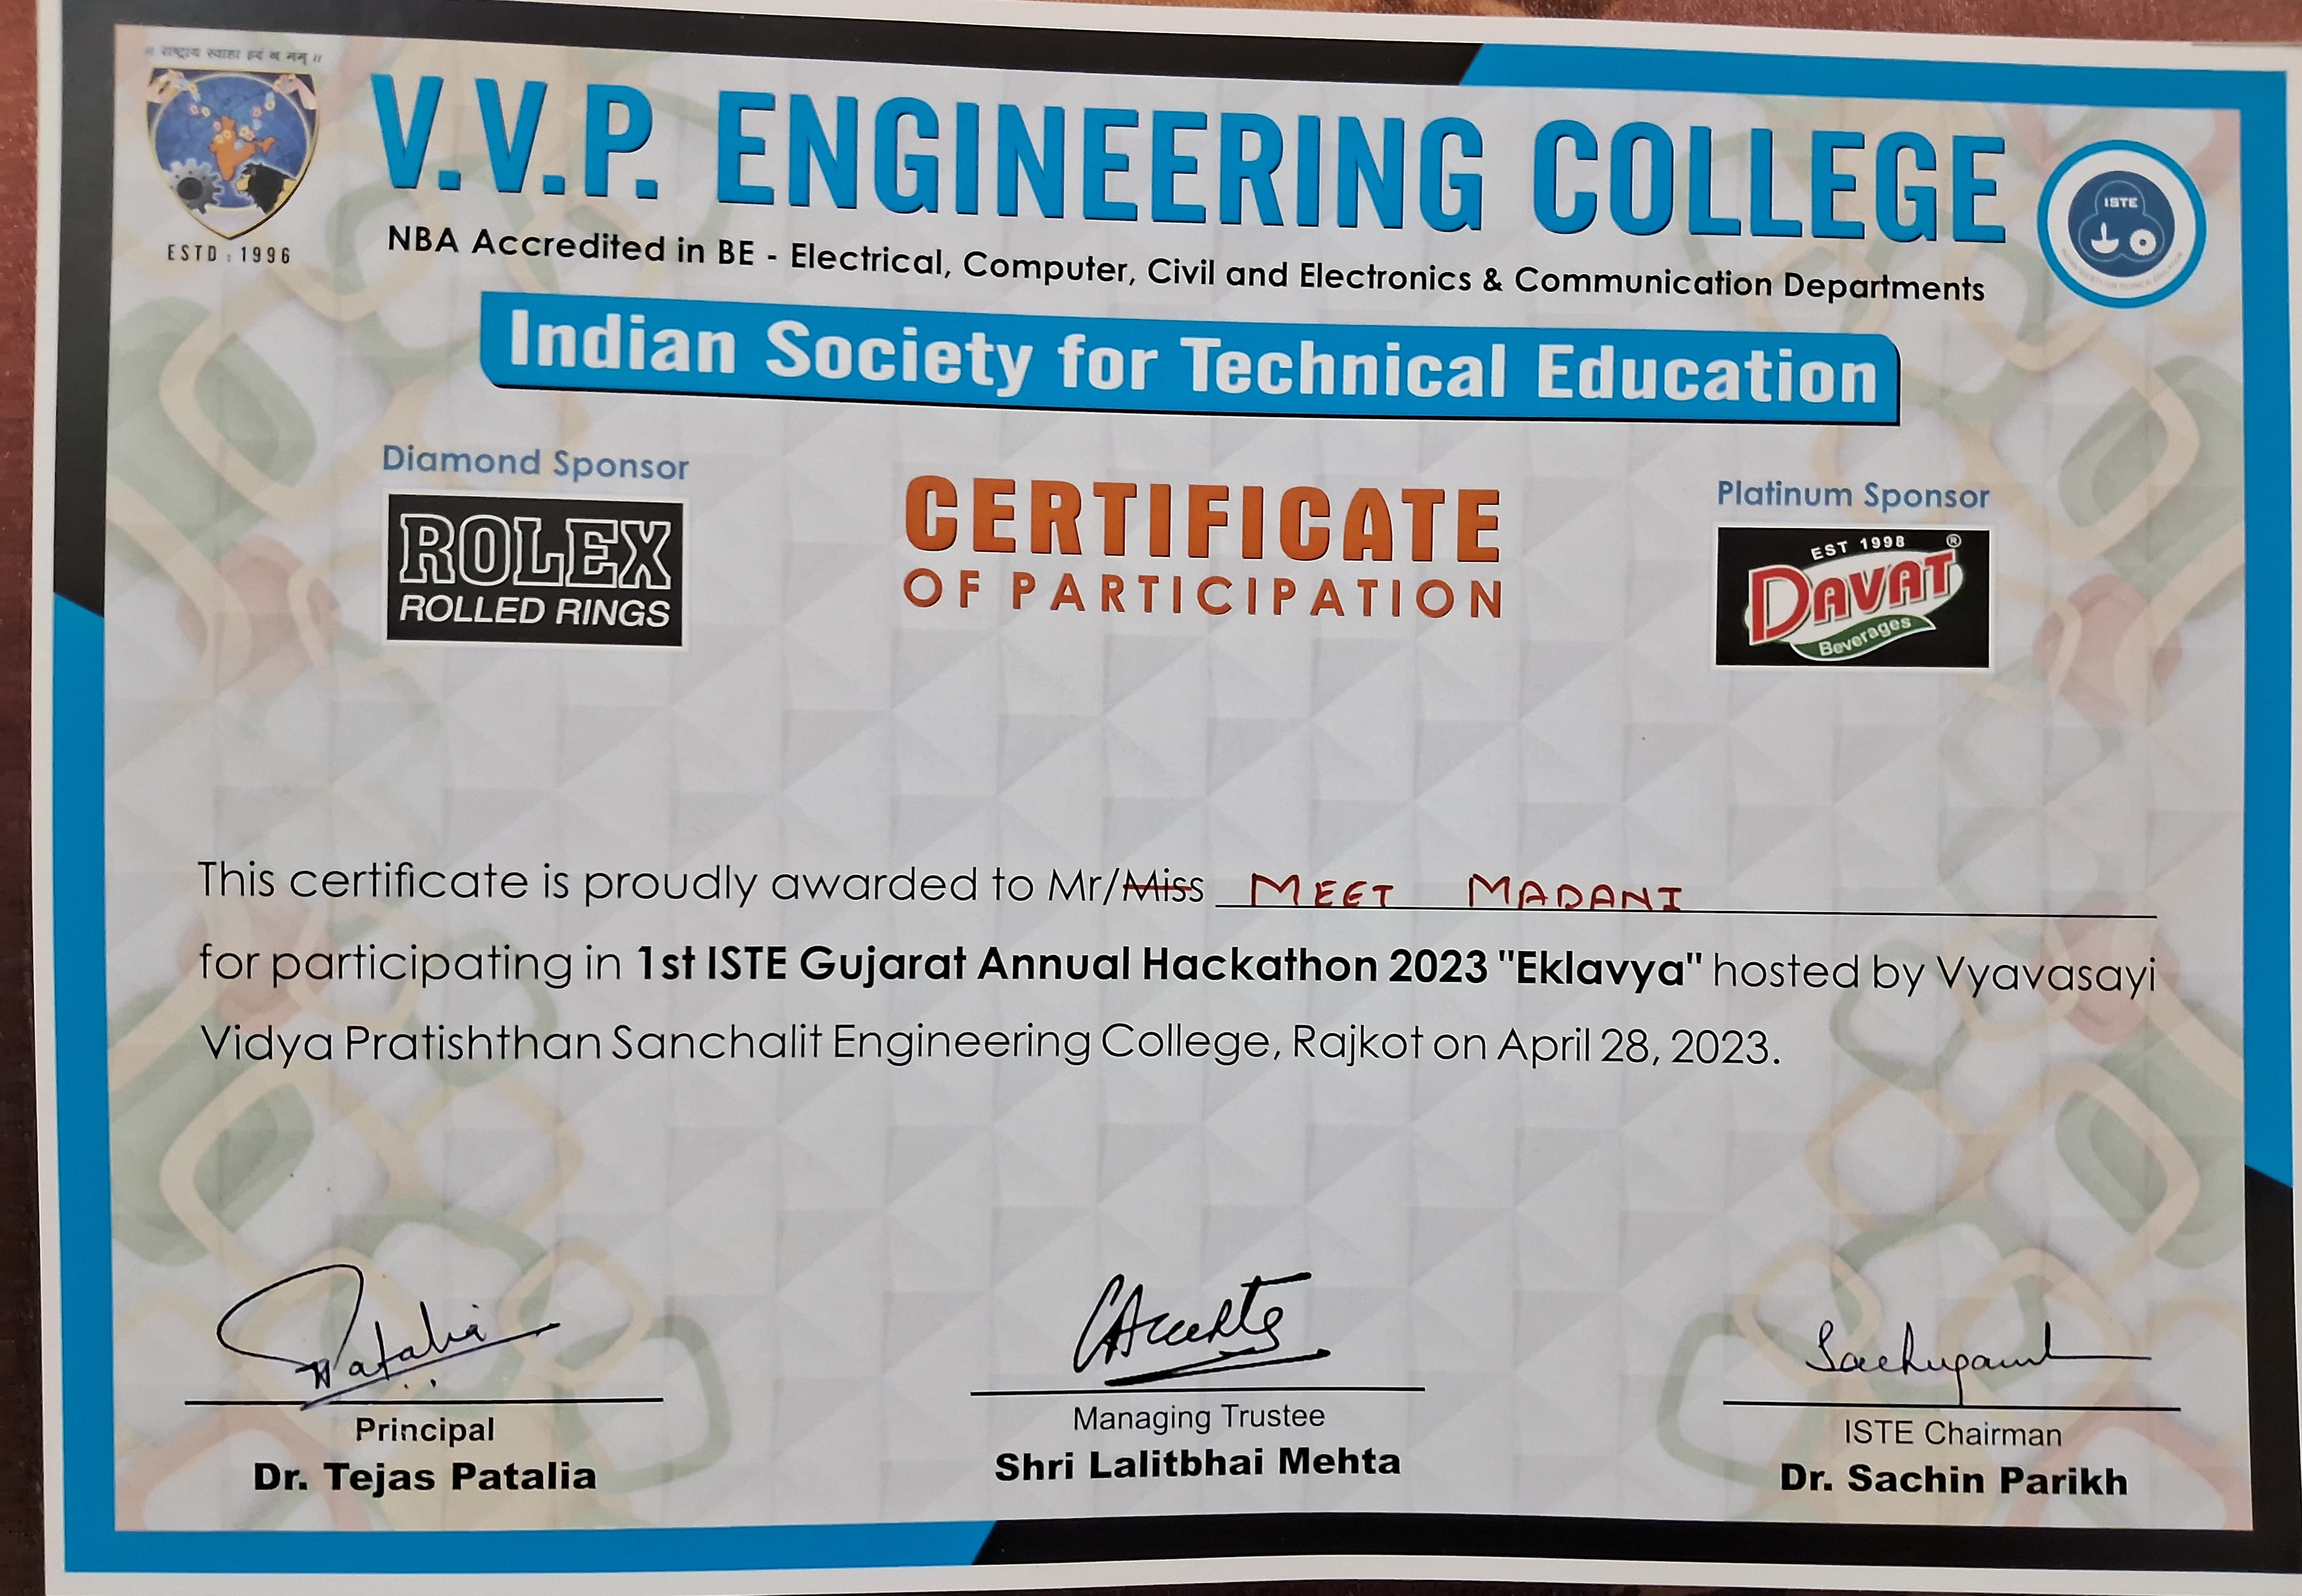 ॥ राष्ट्राय स्वाहा इदं न मम् ॥
V.V.P. ENGINEERING COLLEGE
ESTD : 1996
NBA Accredited in BE - Electrical, Computer, Civil and Electronics & Communication Departments
ISTE
Indian Society for Technical Education
Diamond Sponsor
ROLEX
ROLLED RINGS
CERTIFICATE
OF PARTICIPATION
Platinum Sponsor
EST 1998
DAVAT ®
Beverages
This certificate is proudly awarded to Mr/Miss MEET MADANI
for participating in 1st ISTE Gujarat Annual Hackathon 2023 "Eklavya" hosted by Vyavasayi
Vidya Pratishthan Sanchalit Engineering College, Rajkot on April 28, 2023.
Principal
Dr. Tejas Patalia
Managing Trustee
Shri Lalitbhai Mehta
ISTE Chairman
Dr. Sachin Parikh